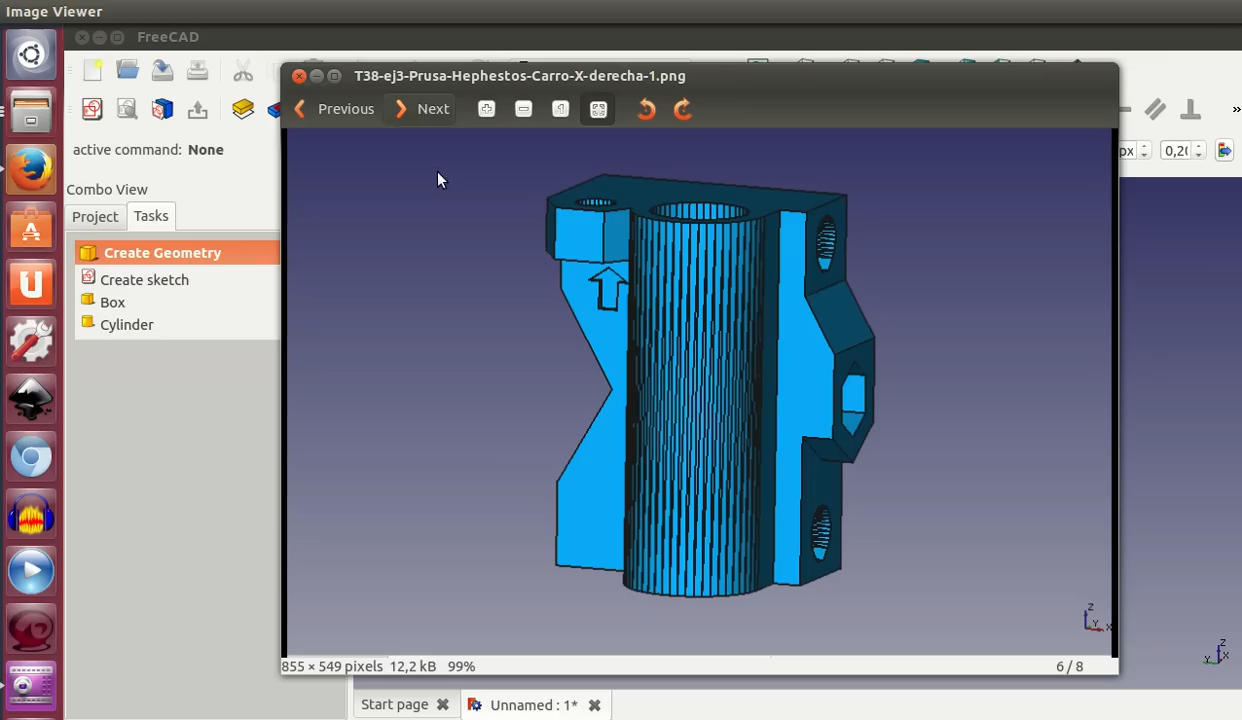 Image Viewer
FreeCAD
T38-ej3-Prusa-Hephestos-Carro-X-derecha-1.png
Previous
Next
active command: None
px
0,2(
Combo View
Project
Tasks
Create Geometry
Create sketch
Box
Cylinder
Z
Y
X
855 × 549 pixels 12,2 kB 99%
6 / 8
Z
Y
X
Start page
Unnamed : 1*